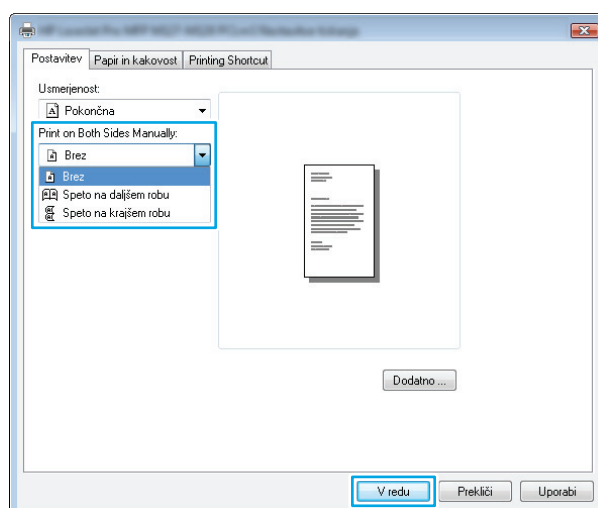 Postavitev Papir in kakovost Printing Shortcut
Usmerjenost:
Pokončna
Print on Both Sides Manually:
Brez
Brez
Speto na daljšem robu
Speto na krajšem robu
Dodatno ...
V redu Prekliči Uporabi